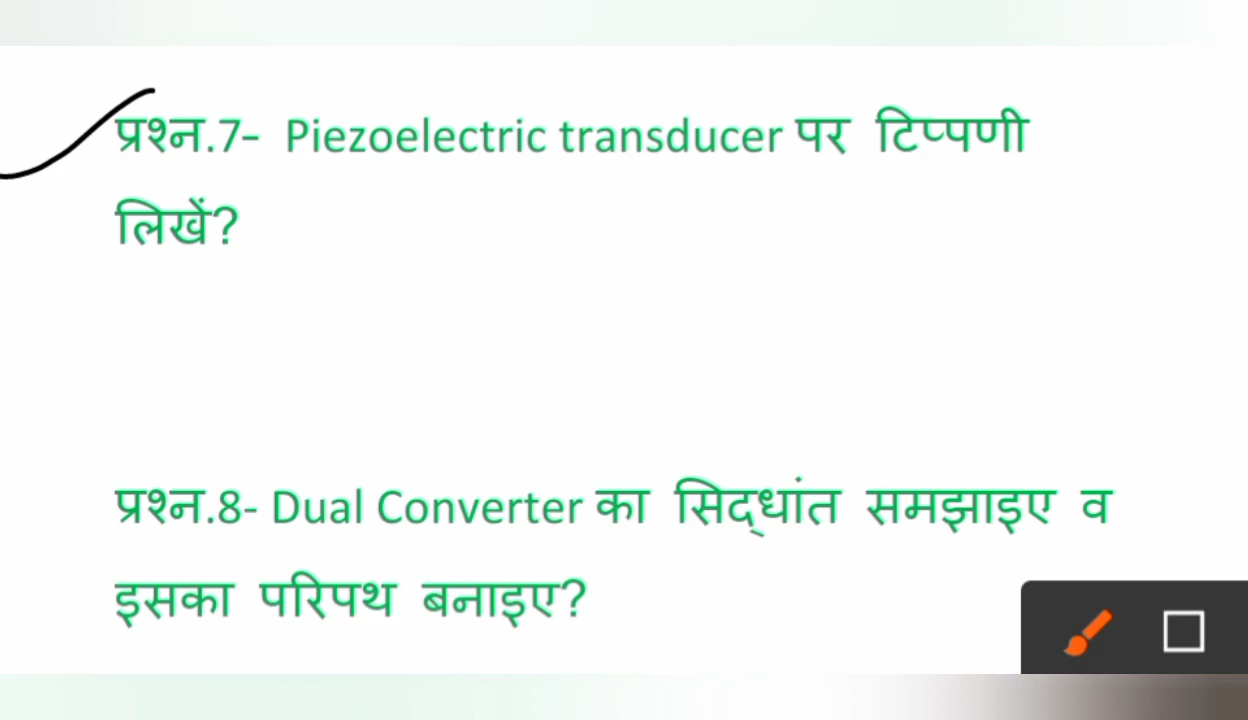 प्रश्न.7-  Piezoelectric transducer पर  टिप्पणी
लिखें?
प्रश्न.8- Dual Converter का  सिद्धांत  समझाइए  व
इसका  परिपथ  बनाइए?